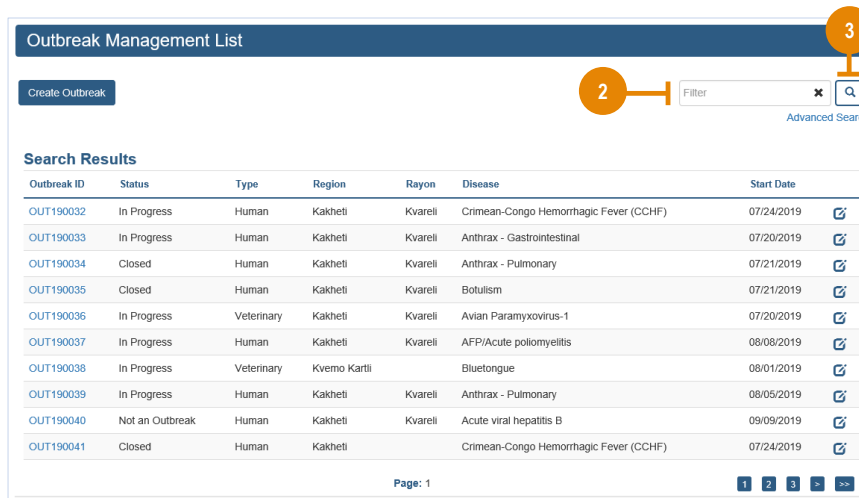 Outbreak Management List
3
Create Outbreak
2
Filter
Advanced Sear
Search Results
Outbreak ID Status Type Region Rayon Disease Start Date
OUT190032 In Progress Human Kakheti Kvareli Crimean-Congo Hemorrhagic Fever (CCHF) 07/24/2019
OUT190033 In Progress Human Kakheti Kvareli Anthrax - Gastrointestinal 07/20/2019
OUT190034 Closed Human Kakheti Kvareli Anthrax - Pulmonary 07/21/2019
OUT190035 Closed Human Kakheti Kvareli Botulism 07/21/2019
OUT190036 In Progress Veterinary Kakheti Kvareli Avian Paramyxovirus-1 07/20/2019
OUT190037 In Progress Human Kakheti Kvareli AFP/Acute poliomyelitis 08/08/2019
OUT190038 In Progress Veterinary Kvemo Kartli Bluetongue 08/01/2019
OUT190039 In Progress Human Kakheti Kvareli Anthrax - Pulmonary 08/05/2019
OUT190040 Not an Outbreak Human Kakheti Kvareli Acute viral hepatitis B 09/09/2019
OUT190041 Closed Human Kakheti Crimean-Congo Hemorrhagic Fever (CCHF) 07/24/2019
Page: 1 1 2 3 > >>